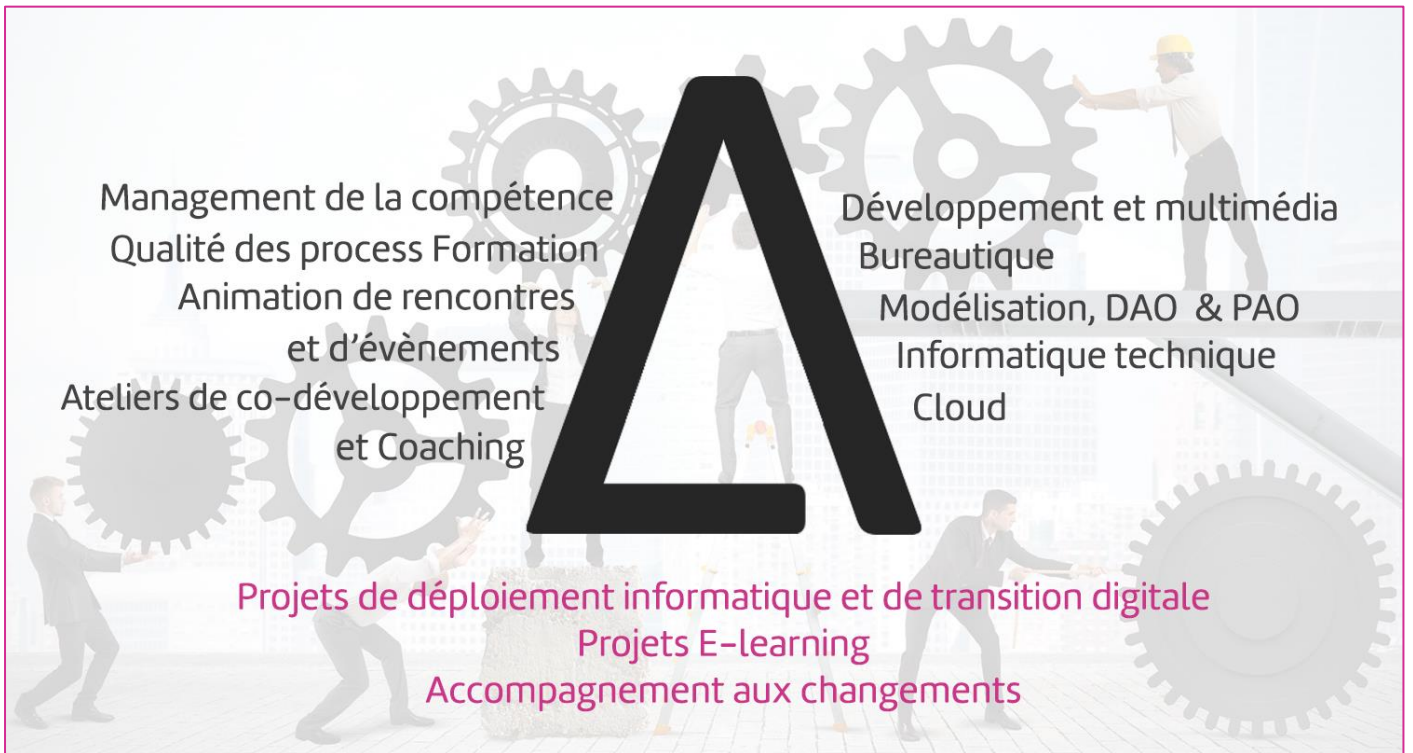 Management de la compétence
Qualité des process Formation
Animation de rencontres
et d'évènements
Ateliers de co-développement
et Coaching
Développement et multimédia
Bureautique
Modélisation, DAO & PAO
Informatique technique
Cloud
Projets de déploiement informatique et de transition digitale
Projets E-learning
Accompagnement aux changements